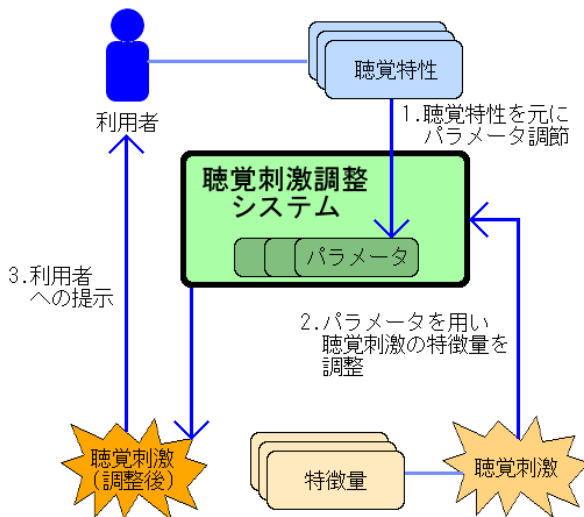 聴覚特性
利用者
1.聴覚特性を元に
パラメータ調節
聴覚刺激調整
システム
パラメータ
3.利用者
への提示
2.パラメータを用い
聴覚刺激の特徴量を
調整
聴覚刺激
(調整後)
特徴量
聴覚刺激